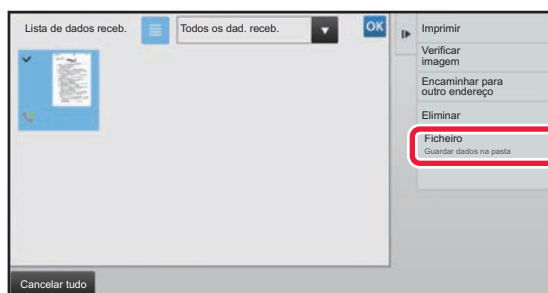 Lista de dados receb.
Todos os dad. receb.
OK
Imprimir
Verificar
imagem
Encaminhar para
outro endereço
Eliminar
Ficheiro
Guardar dados na pasta
Cancelar tudo